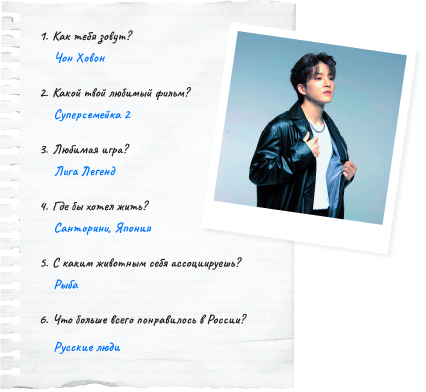 1. Как тебя зовут?
Чон Ховон
2. Какой твой любимый фильм?
Суперсемейка 2
3. Любимая игра?
Лига Легенд
4. Где бы хотел жить?
Санторини, Япония
5. С каким животным себя ассоциируешь?
Рыба
6. Что больше всего понравилось в России?
Русские люди